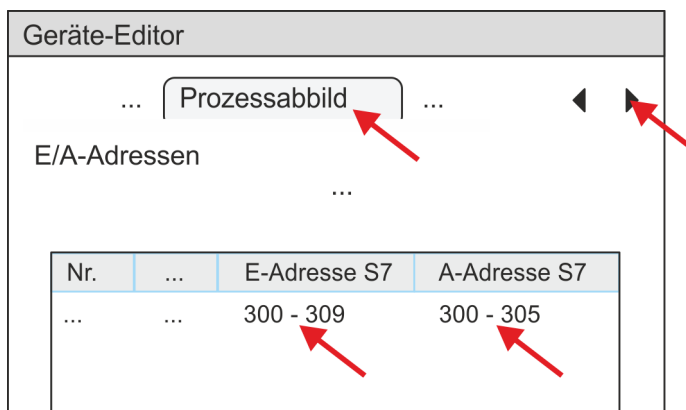 Geräte-Editor
... Prozessabbild ...
E/A-Adressen
...
Nr. ... E-Adresse S7 A-Adresse S7
... ... 300 - 309 300 - 305